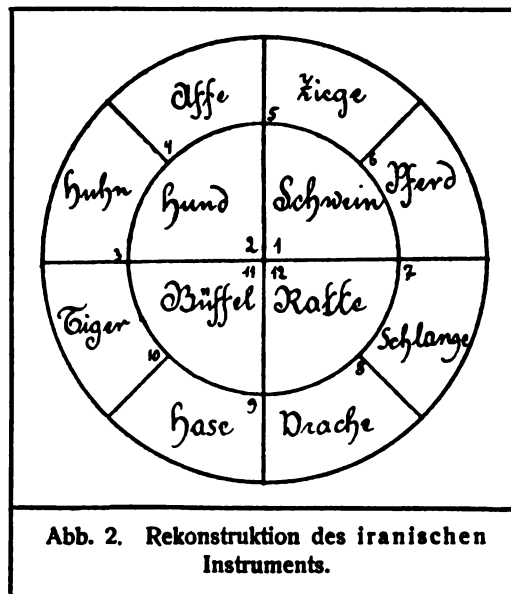 Affe Ziege
4 5 6
Huhn Hund Schwein Pferd
3 2 1 7
11 12
Tiger Büffel Ratte Schlange
10 9 8
Hase Drache
Abb. 2. Rekonstruktion des iranischen
Instruments.